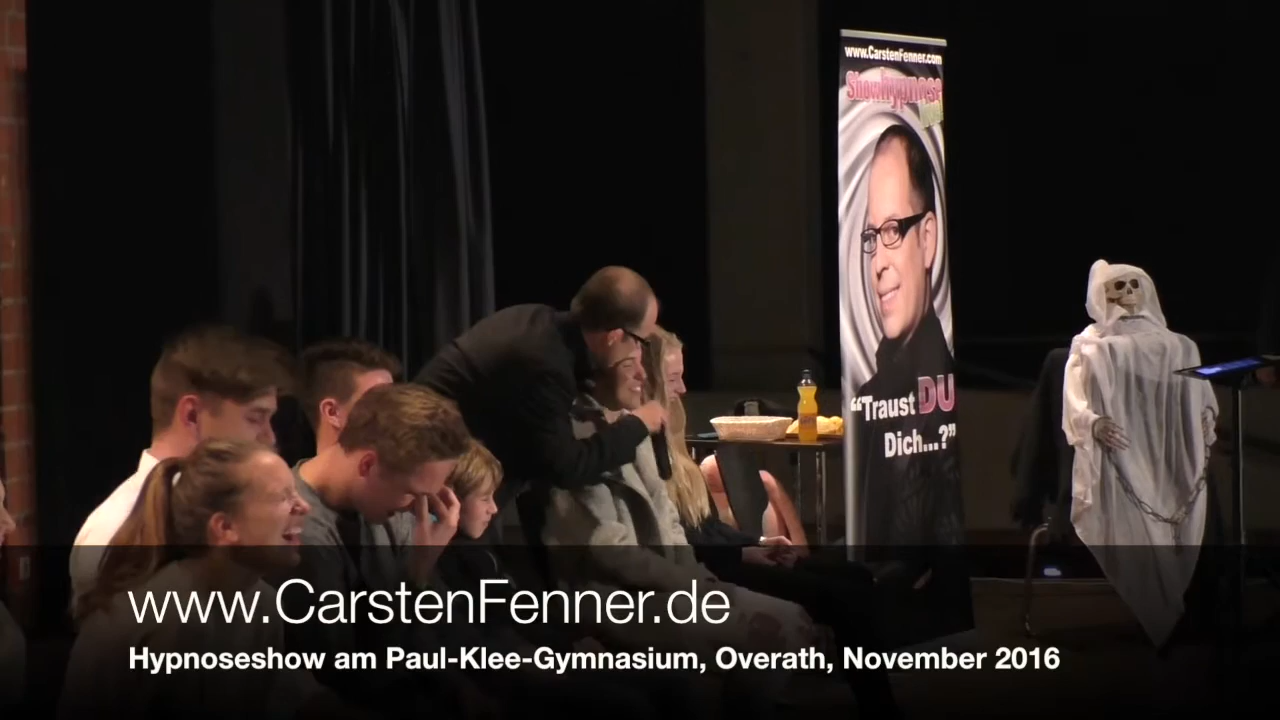 www.CarstenFenner.com
Showhypnose
“Traust DU
Dich...?”
www.CarstenFenner.de
Hypnoseshow am Paul-Klee-Gymnasium, Overath, November 2016